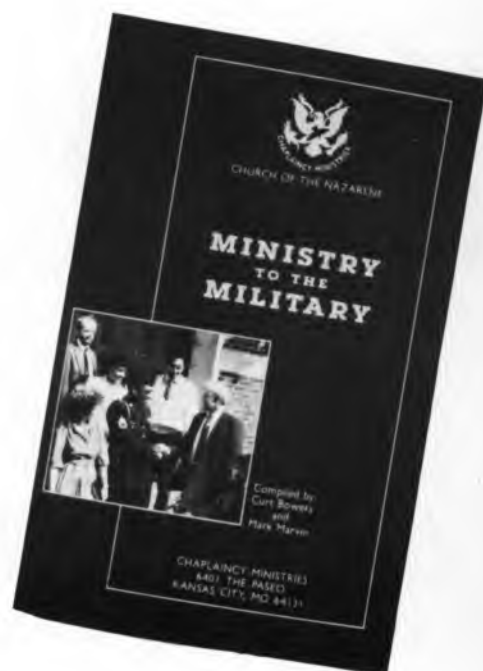 CHAPLAINCY MINISTRIES
CHURCH OF THE NAZARENE
MINISTRY
TO THE
MILITARY
Compiled by
Curt Bowers
and
Mark Marvin
CHAPLAINCY MINISTRIES
6401 THE PASEO
KANSAS CITY, MO 64131